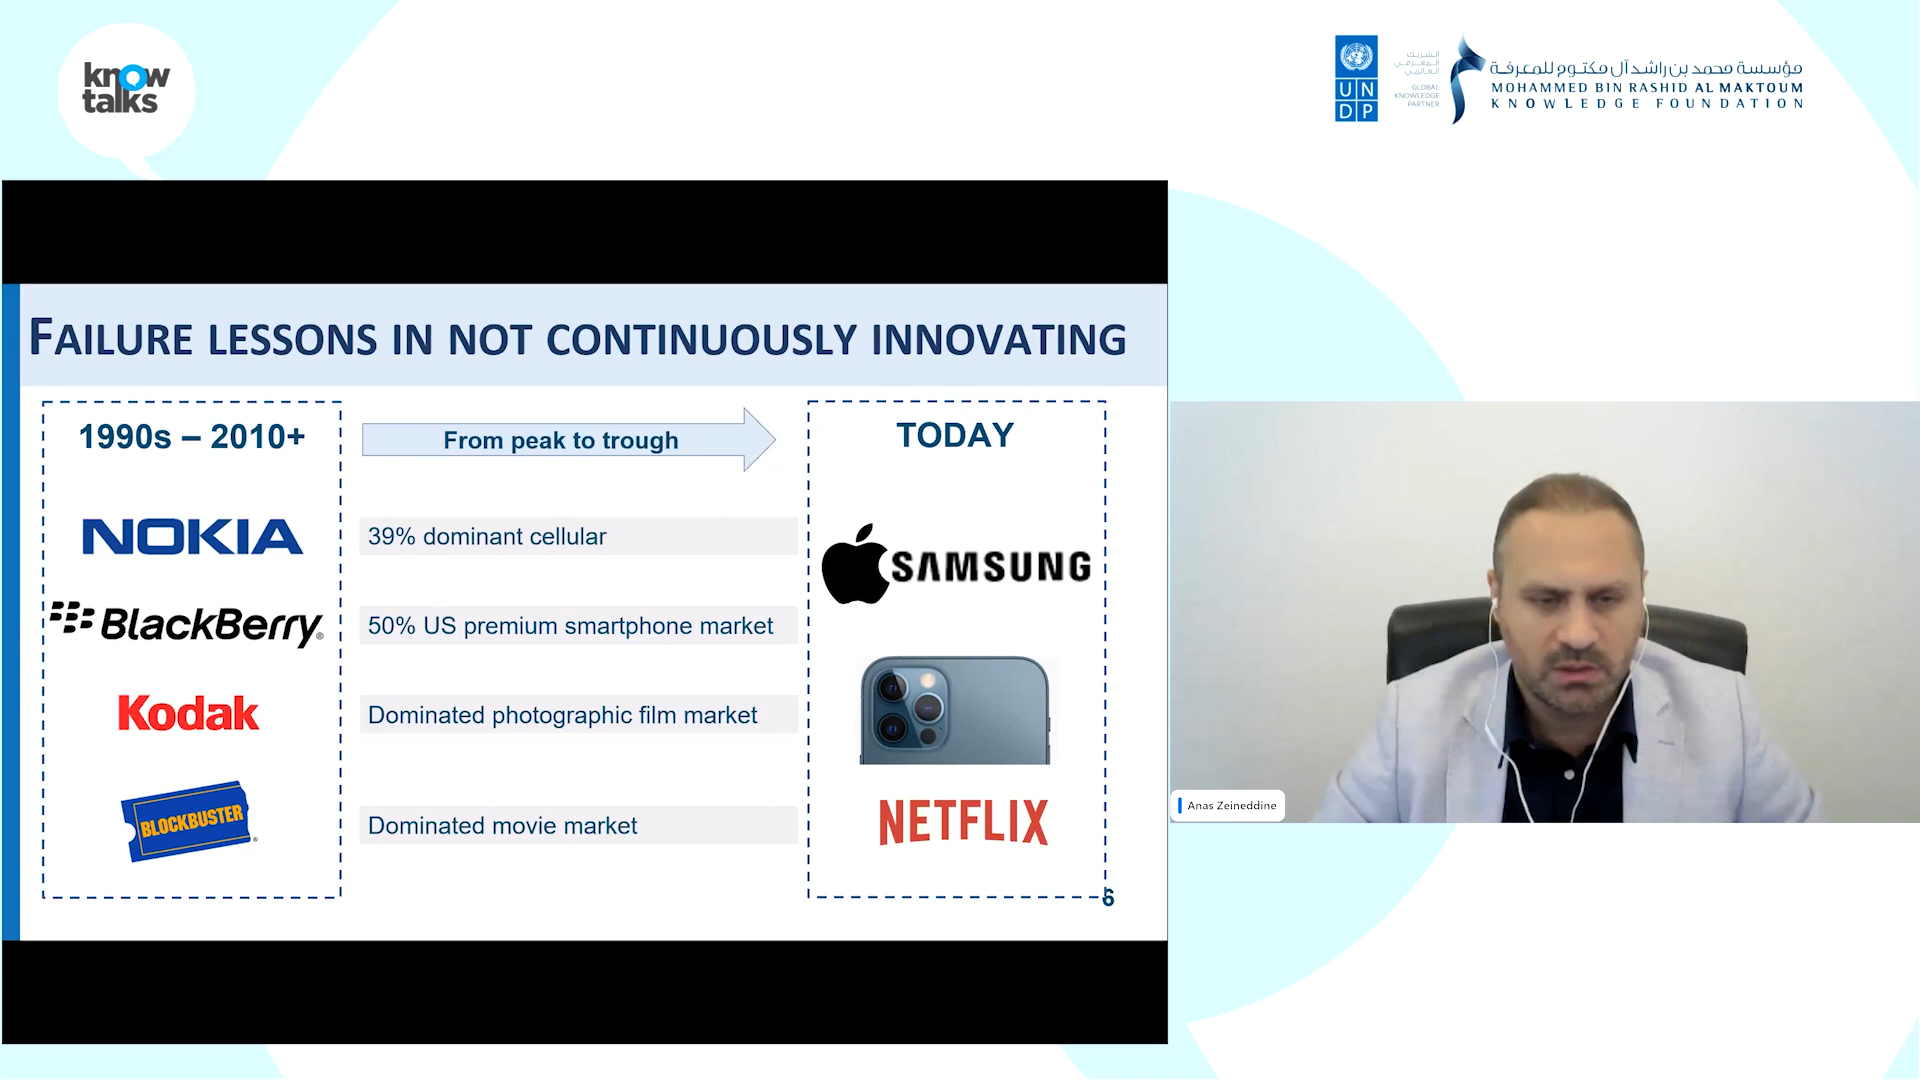 know
talks
U N
D P
الشريك
المعرفي
العالمي
GLOBAL
KNOWLEDGE
PARTNER
مؤسسة محمد بن راشد آل مكتوم للمعرفة
MOHAMMED BIN RASHID AL MAKTOUM
KNOWLEDGE FOUNDATION
FAILURE LESSONS IN NOT CONTINUOUSLY INNOVATING
1990s – 2010+
From peak to trough
TODAY
NOKIA
39% dominant cellular
SAMSUNG
BlackBerry®
50% US premium smartphone market
Kodak
Dominated photographic film market
BLOCKBUSTER®
Dominated movie market
NETFLIX
6
Anas Zeineddine